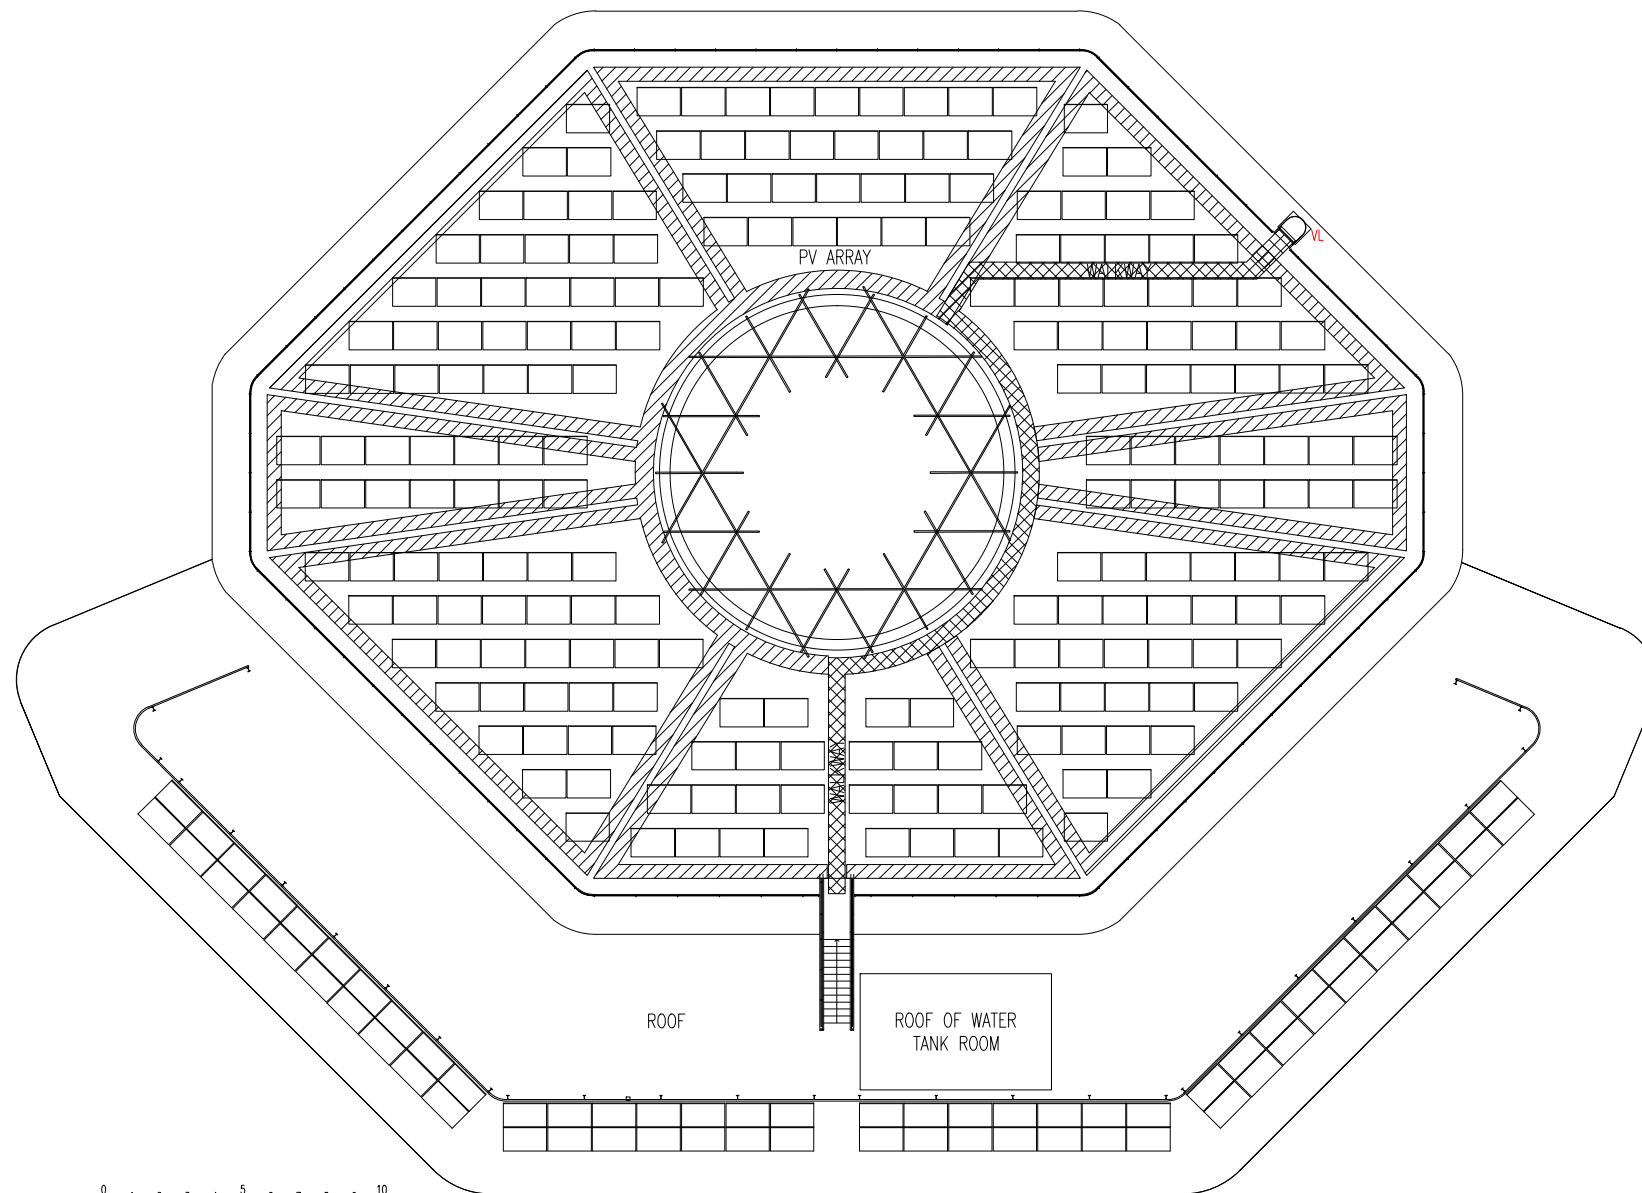 VL
PV ARRAY
WALKWAY
WALKWAY
ROOF
ROOF OF WATER
TANK ROOM
0 5 10